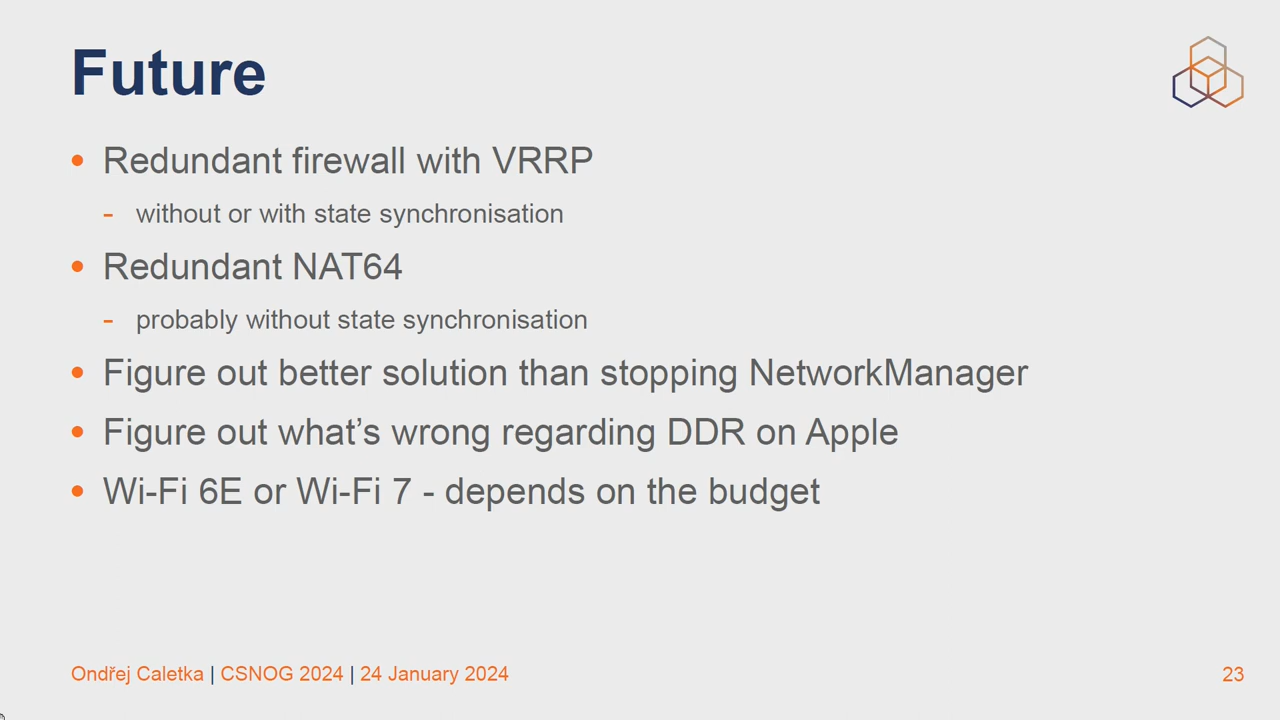 Future
• Redundant firewall with VRRP
- without or with state synchronisation
• Redundant NAT64
- probably without state synchronisation
• Figure out better solution than stopping NetworkManager
• Figure out what’s wrong regarding DDR on Apple
• Wi-Fi 6E or Wi-Fi 7 - depends on the budget
Ondřej Caletka | CSNOG 2024 | 24 January 2024
23